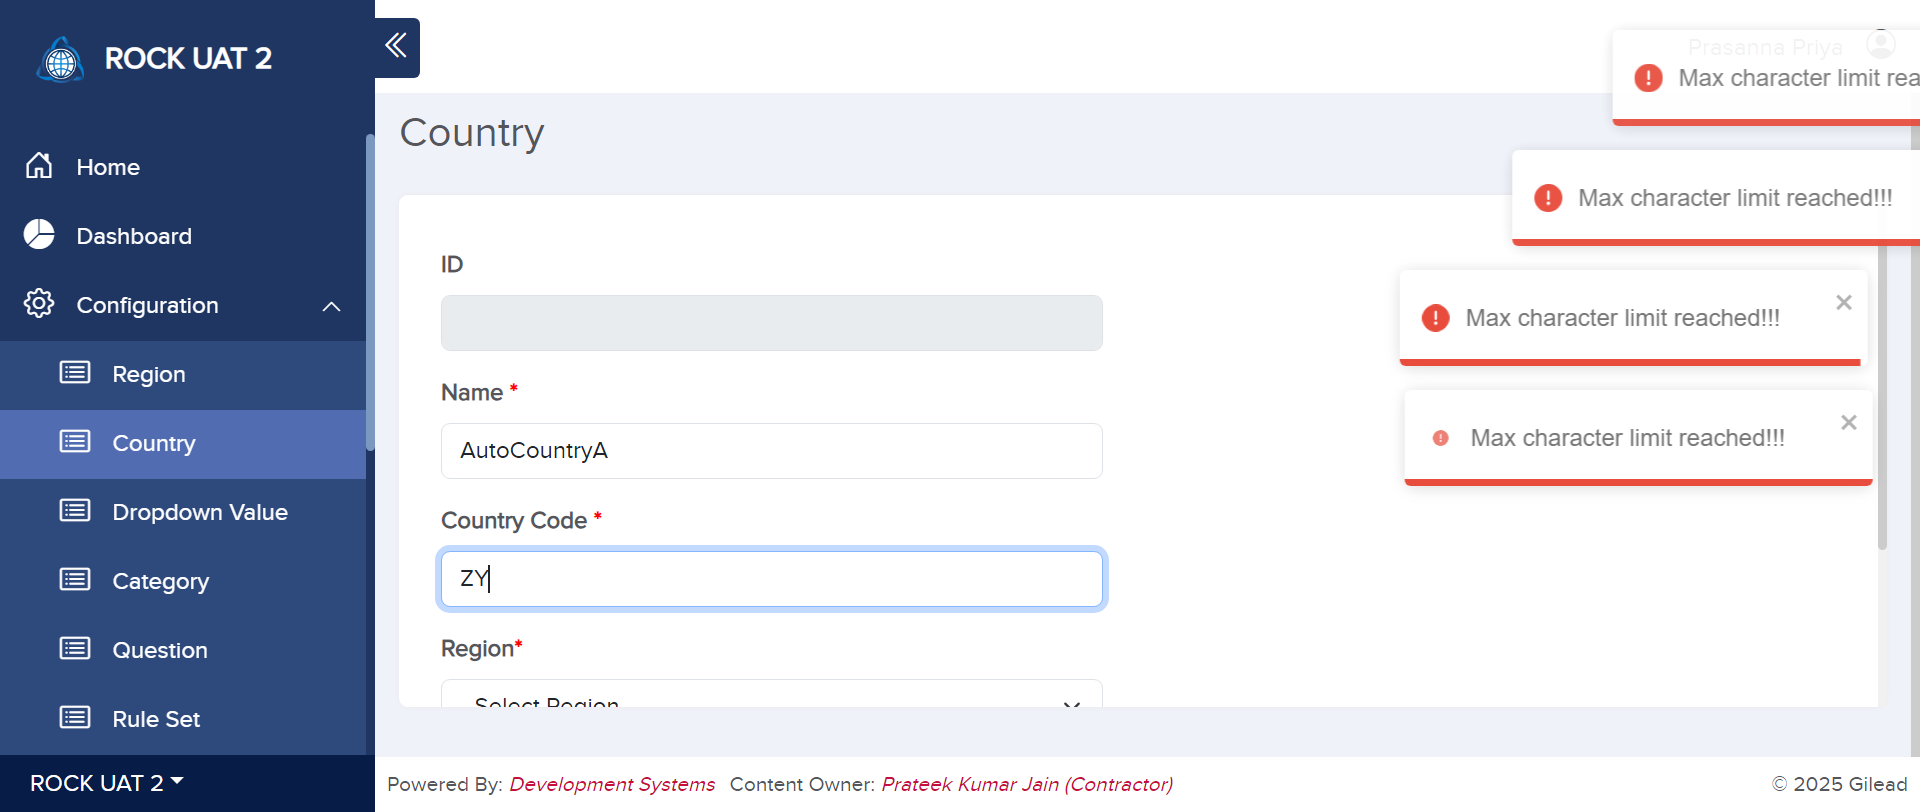 ROCK UAT 2
Home
Dashboard
Configuration
Region
Country
Dropdown Value
Category
Question
Rule Set
ROCK UAT 2
Prasanna Priya
Country
ID
Name *
AutoCountryA
Country Code *
ZY
Region*
Select Region
Max character limit rea
Max character limit reached!!!
Max character limit reached!!!
Max character limit reached!!!
Powered By: Development Systems Content Owner: Prateek Kumar Jain (Contractor)
© 2025 Gilead